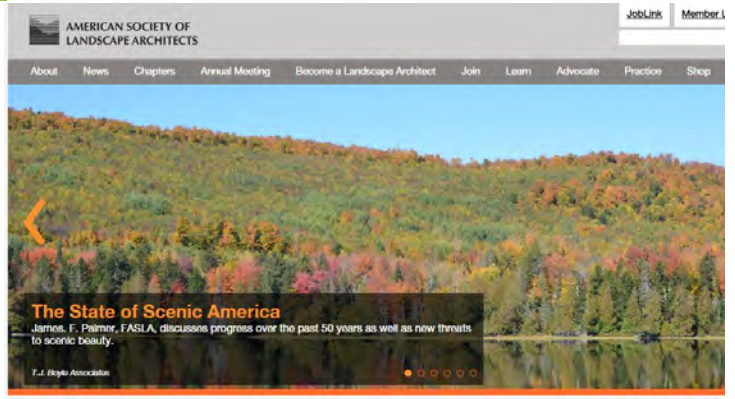 JobLink Member L
AMERICAN SOCIETY OF
LANDSCAPE ARCHITECTS
About News Chapters Annual Meeting Become a Landscape Architect Join Learn Advocate Practice Shop
The State of Scenic America
James. F. Palmer, FASLA, discusses progress over the past 50 years as well as new threats
to scenic beauty.
T.J. Boyle Associates